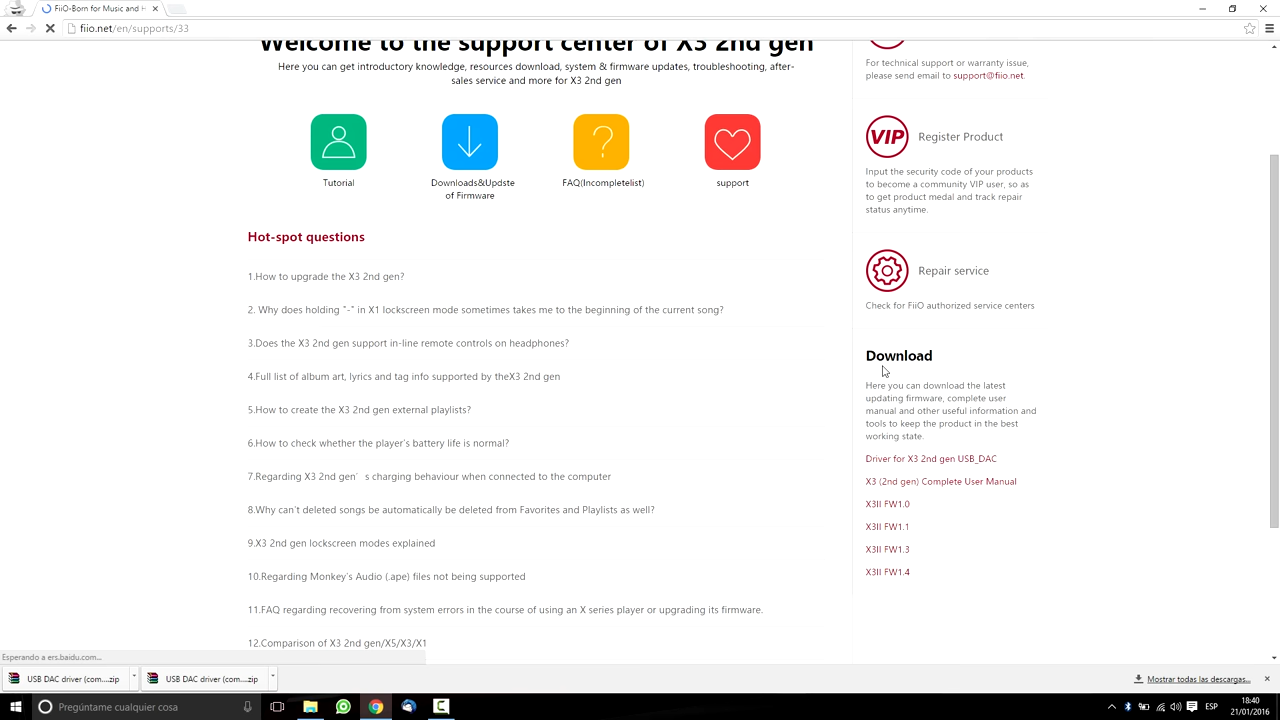 FiiO-Born for Music and H
fiio.net/en/supports/33
Welcome to the support center of X3 2nd gen
Here you can get introductory knowledge, resources download, system & firmware updates, troubleshooting, after-
sales service and more for X3 2nd gen
Tutorial
Downloads&Updste
of Firmware
FAQ(Incompletelist)
support
Hot-spot questions
1.How to upgrade the X3 2nd gen?
2. Why does holding "-" in X1 lockscreen mode sometimes takes me to the beginning of the current song?
3.Does the X3 2nd gen support in-line remote controls on headphones?
4.Full list of album art, lyrics and tag info supported by theX3 2nd gen
5.How to create the X3 2nd gen external playlists?
6.How to check whether the player's battery life is normal?
7.Regarding X3 2nd gen' s charging behaviour when connected to the computer
8.Why can't deleted songs be automatically be deleted from Favorites and Playlists as well?
9.X3 2nd gen lockscreen modes explained
10.Regarding Monkey's Audio (.ape) files not being supported
11.FAQ regarding recovering from system errors in the course of using an X series player or upgrading its firmware.
12.Comparison of X3 2nd gen/X5/X3/X1
For technical support or warranty issue,
please send email to support@fiio.net.
VIP Register Product
Input the security code of your products
to become a community VIP user, so as
to get product medal and track repair
status anytime.
Repair service
Check for FiiO authorized service centers
Download
Here you can download the latest
updating firmware, complete user
manual and other useful information and
tools to keep the product in the best
working state.
Driver for X3 2nd gen USB_DAC
X3 (2nd gen) Complete User Manual
X3II FW1.0
X3II FW1.1
X3II FW1.3
X3II FW1.4
Esperando a ers.baidu.com...
USB DAC driver (com....zip
USB DAC driver (com....zip
Mostrar todas las descargas...
Pregúntame cualquier cosa
ESP
18:40
21/01/2016